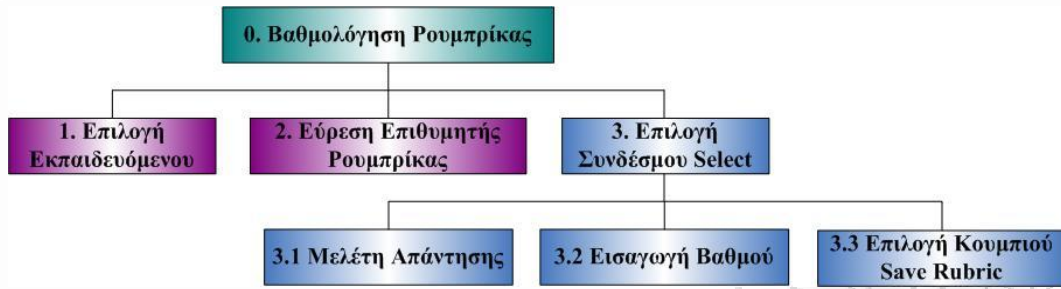 0. Βαθμολόγηση Ρουμπρίκας
1. Επιλογή
Εκπαιδευόμενου
2. Εύρεση Επιθυμητής
Ρουμπρίκας
3. Επιλογή
Συνδέσμου Select
3.1 Μελέτη Απάντησης
3.2 Εισαγωγή Βαθμού
3.3 Επιλογή Κουμπιού
Save Rubric